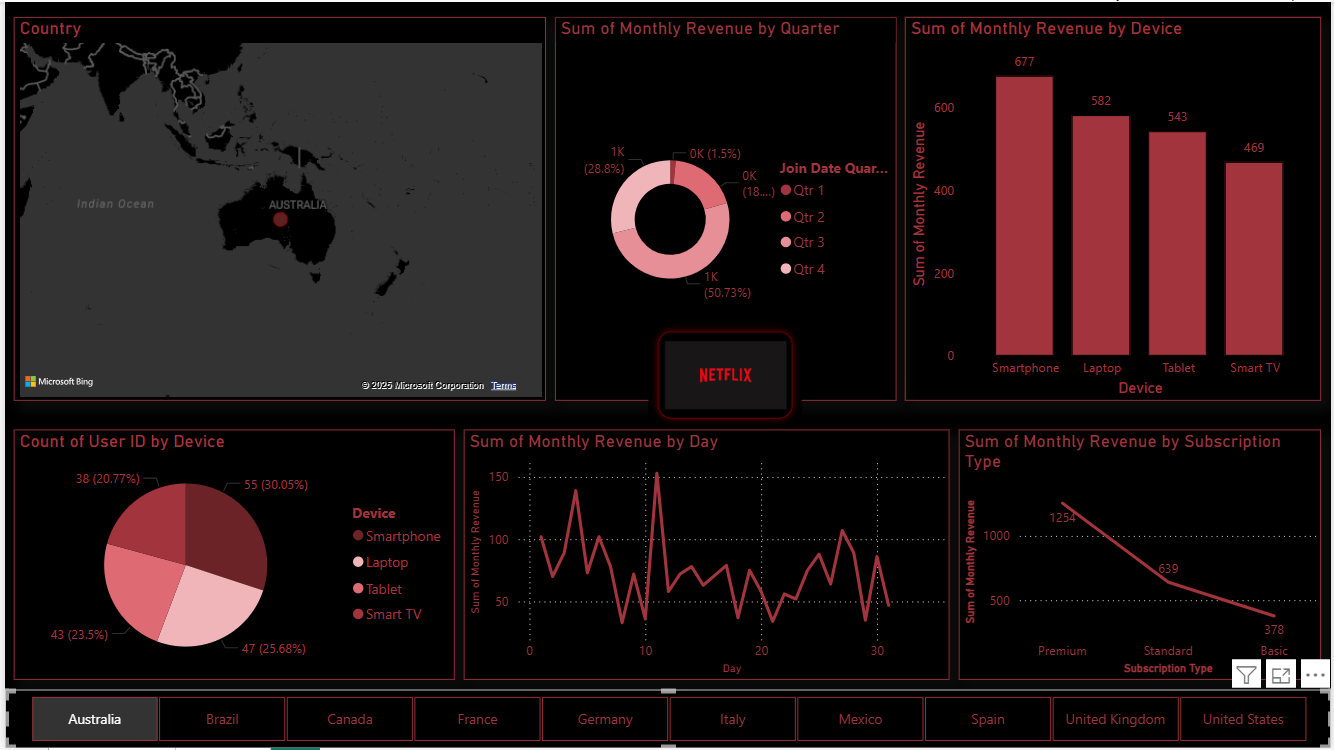 Country
Indian Ocean
AUSTRALIA
Microsoft Bing
© 2025 Microsoft Corporation Terms
Sum of Monthly Revenue by Quarter
1K
(28.8%)
0K (1.5%)
0K
(18....)
1K
(50.73%)
Join Date Quar...
Qtr 1
Qtr 2
Qtr 3
Qtr 4
NETFLIX
Sum of Monthly Revenue by Device
Sum of Monthly Revenue
600
400
200
0
677
582
543
469
Smartphone
Laptop
Tablet
Smart TV
Device
Count of User ID by Device
38 (20.77%)
55 (30.05%)
43 (23.5%)
47 (25.68%)
Device
Smartphone
Laptop
Tablet
Smart TV
Sum of Monthly Revenue by Day
Sum of Monthly Revenue
150
100
50
0
10
20
30
Day
Sum of Monthly Revenue by Subscription
Type
Sum of Monthly Revenue
1000
500
1254
639
378
Premium
Standard
Basic
Subscription Type
Australia
Brazil
Canada
France
Germany
Italy
Mexico
Spain
United Kingdom
United States